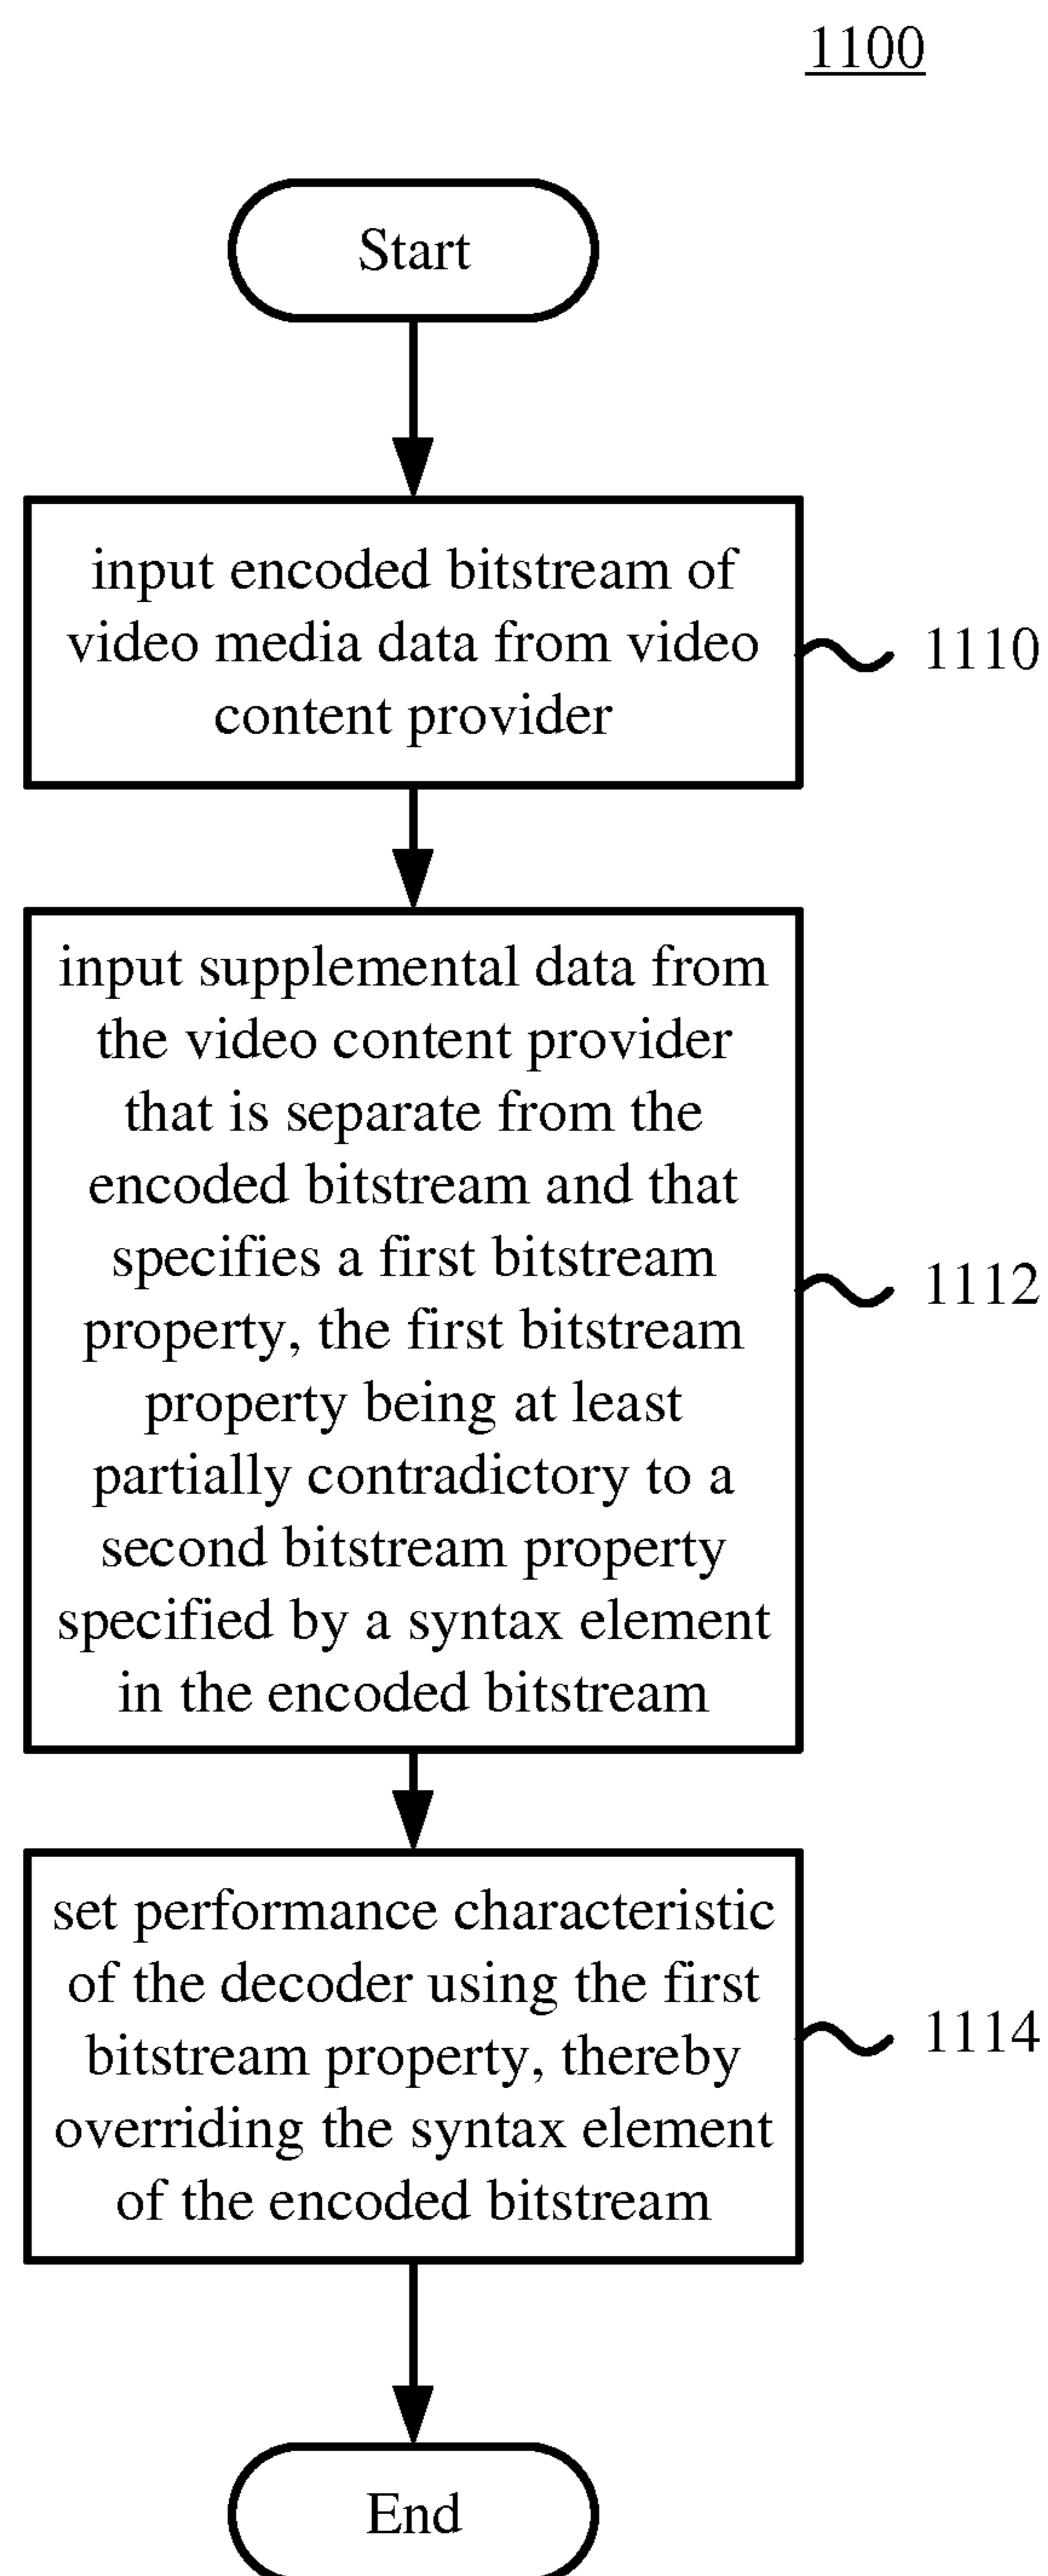 1100
Start
input encoded bitstream of
video media data from video
content provider
1110
input supplemental data from
the video content provider
that is separate from the
encoded bitstream and that
specifies a first bitstream
property, the first bitstream
property being at least
partially contradictory to a
second bitstream property
specified by a syntax element
in the encoded bitstream
1112
set performance characteristic
of the decoder using the first
bitstream property, thereby
overriding the syntax element
of the encoded bitstream
1114
End